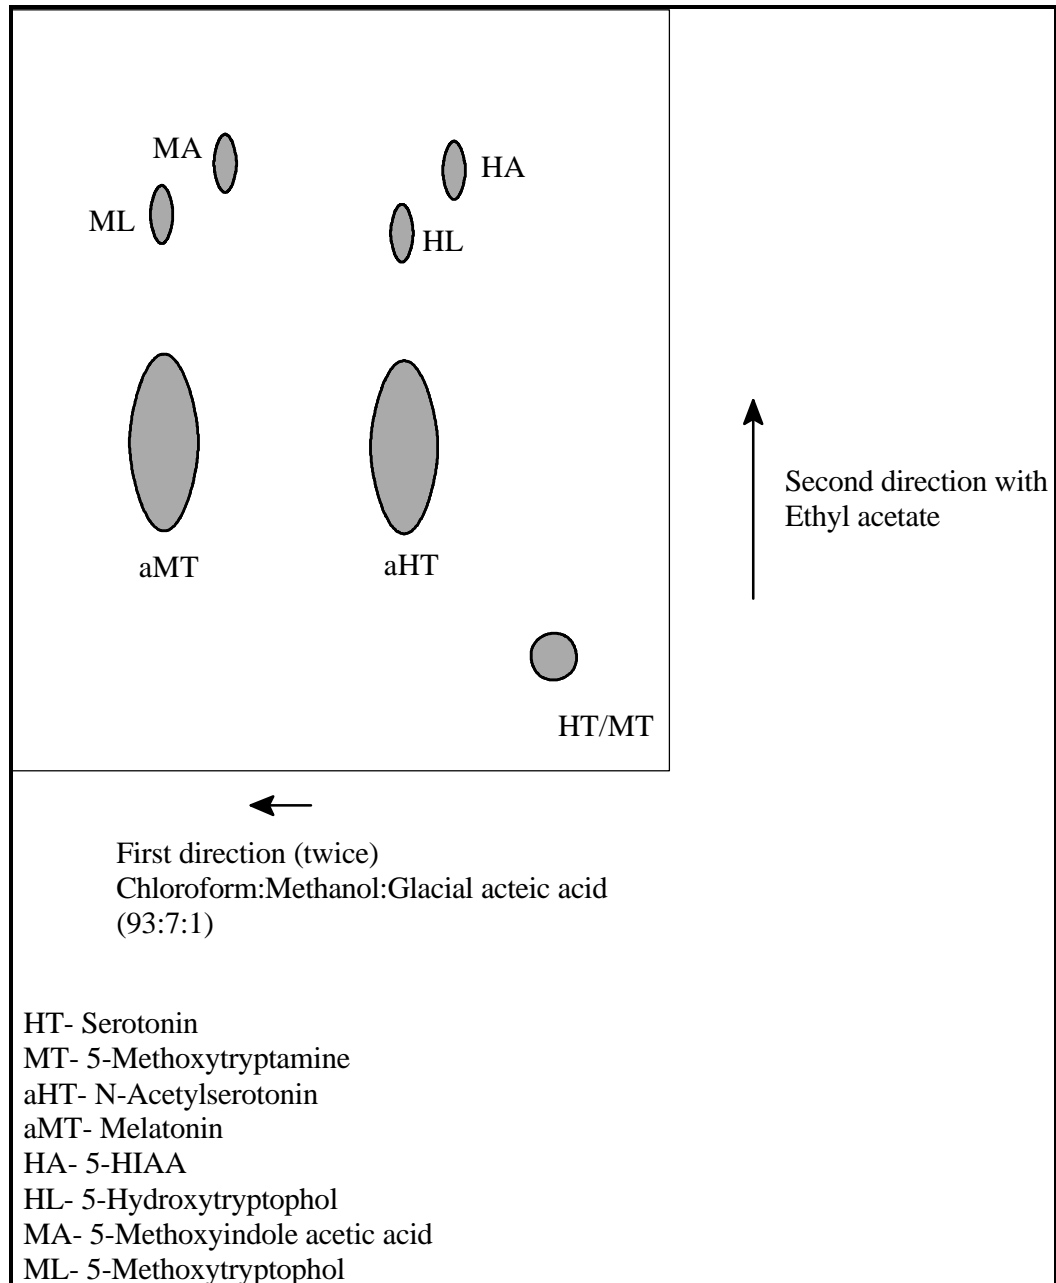 MA
HA
ML
HL
Second direction with
Ethyl acetate
aMT
aHT
HT/MT
First direction (twice)
Chloroform:Methanol:Glacial acteic acid
(93:7:1)
HT- Serotonin
MT- 5-Methoxytryptamine
aHT- N-Acetylserotonin
aMT- Melatonin
HA- 5-HIAA
HL- 5-Hydroxytryptophol
MA- 5-Methoxyindole acetic acid
ML- 5-Methoxytryptophol